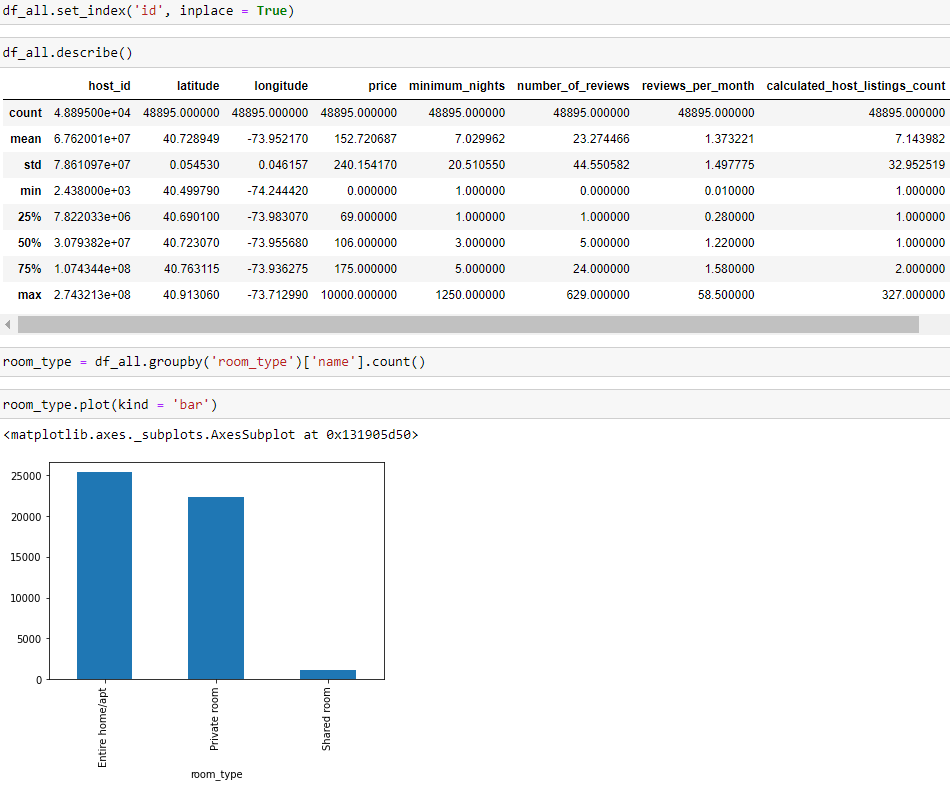 df_all.set_index('id', inplace = True)
df_all.describe()
host_id latitude longitude price minimum_nights number_of_reviews reviews_per_month calculated_host_listings_count
count 4.889500e+04 48895.000000 48895.000000 48895.000000 48895.000000 48895.000000 48895.000000 48895.000000
mean 6.762001e+07 40.728949 -73.952170 152.720687 7.029962 23.274466 1.373221 7.143982
std 7.861097e+07 0.054530 0.046157 240.154170 20.510550 44.550582 1.497775 32.952519
min 2.438000e+03 40.499790 -74.244420 0.000000 1.000000 0.000000 0.010000 1.000000
25% 7.822033e+06 40.690100 -73.983070 69.000000 1.000000 1.000000 0.280000 1.000000
50% 3.079382e+07 40.723070 -73.955680 106.000000 3.000000 5.000000 1.220000 1.000000
75% 1.074344e+08 40.763115 -73.936275 175.000000 5.000000 24.000000 1.580000 2.000000
max 2.743213e+08 40.913060 -73.712990 10000.000000 1250.000000 629.000000 58.500000 327.000000
room_type = df_all.groupby('room_type')['name'].count()
room_type.plot(kind = 'bar')
<matplotlib.axes._subplots.AxesSubplot at 0x131905d50>
25000
20000
15000
10000
5000
0
Entire home/apt
Private room
Shared room
room_type